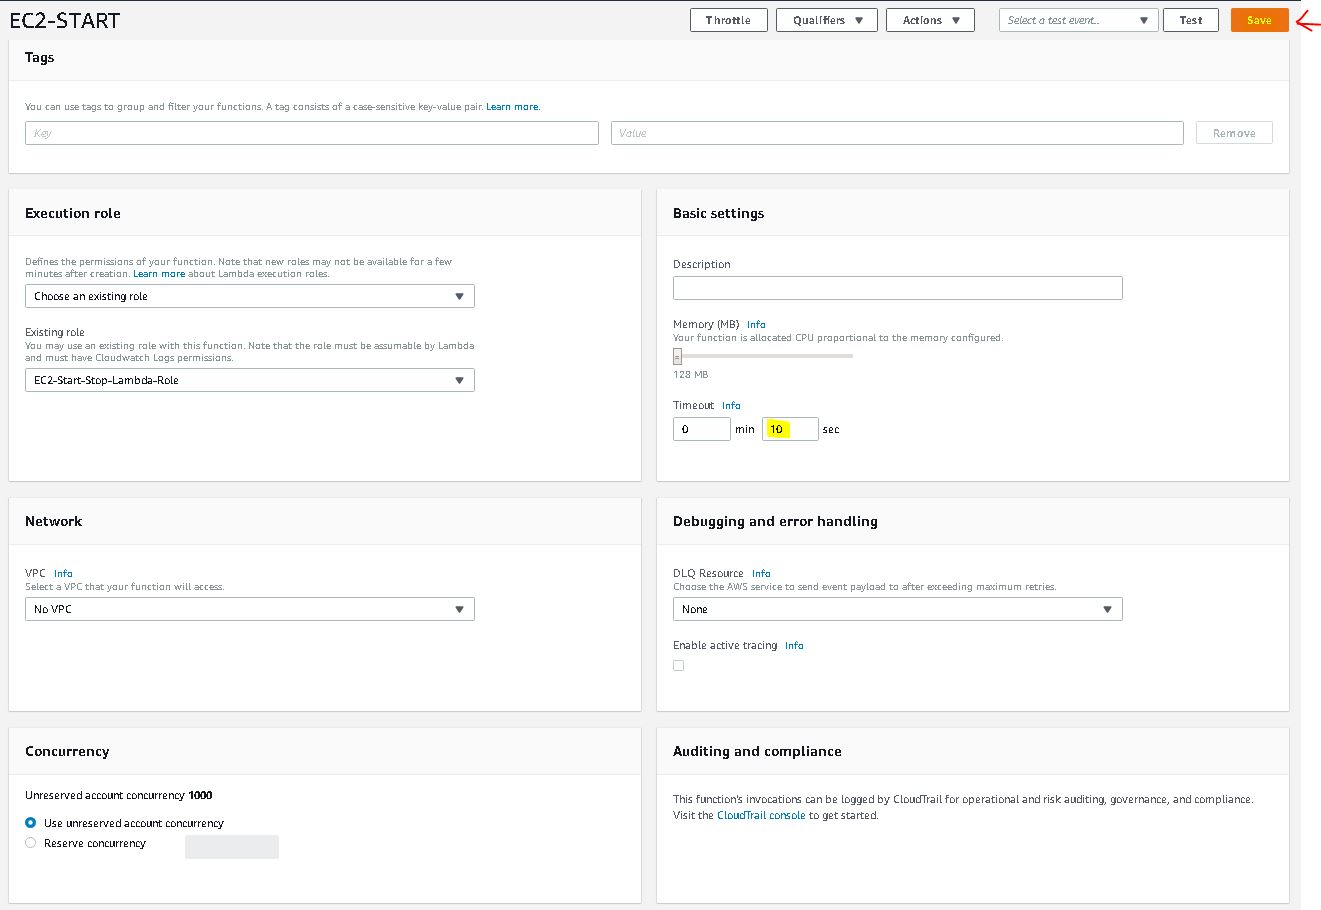 EC2-START
Throttle
Qualifiers
Actions
Select a test event..
Test
Save
Tags
You can use tags to group and filter your functions. A tag consists of a case-sensitive key-value pair. Learn more.
Key
Value
Remove
Execution role
Defines the permissions of your function. Note that new roles may not be available for a few
minutes after creation. Learn more about Lambda execution roles.
Choose an existing role
Existing role
You may use an existing role with this function. Note that the role must be assumable by Lambda
and must have Cloudwatch Logs permissions.
EC2-Start-Stop-Lambda-Role
Basic settings
Description
Memory (MB) Info
Your function is allocated CPU proportional to the memory configured.
128 MB
Timeout Info
0 min 10 sec
Network
VPC Info
Select a VPC that your function will access.
No VPC
Debugging and error handling
DLQ Resource Info
Choose the AWS service to send event payload to after exceeding maximum retries.
None
Enable active tracing Info
Concurrency
Unreserved account concurrency 1000
Use unreserved account concurrency
Reserve concurrency
Auditing and compliance
This function's invocations can be logged by CloudTrail for operational and risk auditing, governance, and compliance.
Visit the CloudTrail console to get started.